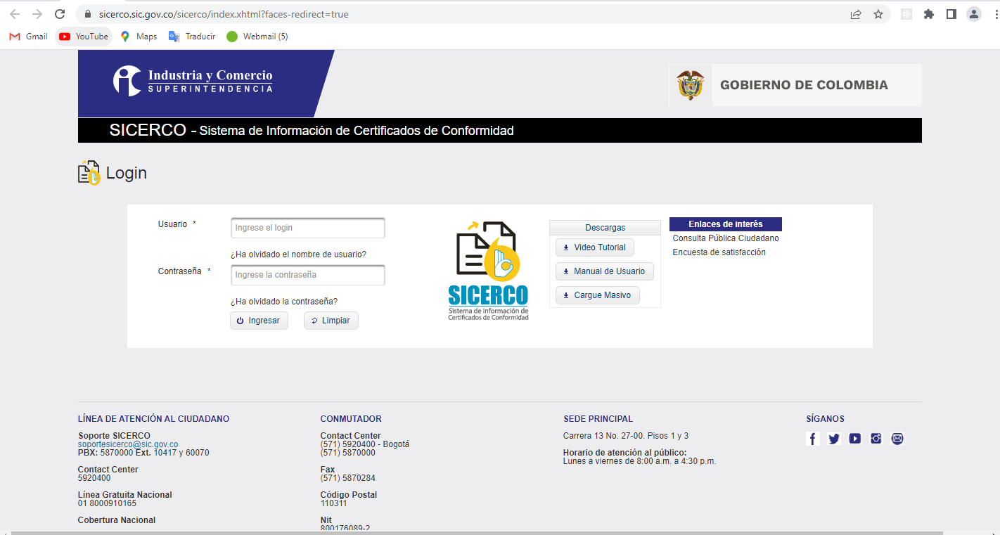 sicerco.sic.gov.co/sicerco/index.xhtml?faces-redirect=true
Gmail YouTube Maps Traducir Webmail (5)
Industria y Comercio
SUPERINTENDENCIA
GOBIERNO DE COLOMBIA
SICERCO - Sistema de Información de Certificados de Conformidad
Login
Usuario *
Ingrese el login
¿Ha olvidado el nombre de usuario?
Contraseña *
Ingrese la contraseña
¿Ha olvidado la contraseña?
Ingresar Limpiar
SICERCO
Sistema de Información de
Certificados de Conformidad
Descargas
Video Tutorial
Manual de Usuario
Cargue Masivo
Enlaces de interés
Consulta Pública Ciudadano
Encuesta de satisfacción
LÍNEA DE ATENCIÓN AL CIUDADANO
Soporte SICERCO
soportesicerco@sic.gov.co
PBX: 5870000 Ext. 10417 y 60070
Contact Center
5920400
Línea Gratuita Nacional
01 8000910165
Cobertura Nacional
CONMUTADOR
Contact Center
(571) 5920400 - Bogotá
(571) 5870000
Fax
(571) 5870284
Código Postal
110311
Nit
800176089-2
SEDE PRINCIPAL
Carrera 13 No. 27-00. Pisos 1 y 3
Horario de atención al público:
Lunes a viernes de 8:00 a.m. a 4:30 p.m.
SÍGANOS